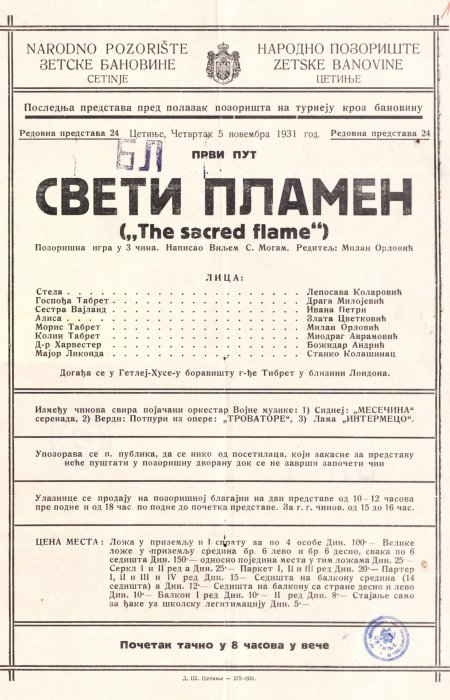 NARODNO POZORIŠTE
ЗЕТСКЕ БАНОВИНЕ
CETINJE
НАРОДНО ПОЗОРИШТЕ
ZETSKE BANOVINE
ЦЕТИЊЕ
Последња представа пред полазак позоришта на турнеју кроз бановину
Редовна представа 24 Цетиње, Четвртак 5 новембра 1931 год. Редовна представа 24
БЛ
ПРВИ ПУТ
СВЕТИ ПЛАМЕН
(„The sacred flame“)
Позоришна игра у 3 чина. Написао Виљем С. Могам. Редитељ: Милан Орловић
ЛИЦА:
Стела Лепосава Коларовић
Госпођа Табрет Драга Милојевић
Сестра Вајланд Ивана Петри
Алиса Злата Цветковић
Морис Табрет Милан Орловић
Колин Табрет Миодраг Аврамовић
Д-р Харвестер Божидар Андрић
Мајор Ликонда Станко Колашинац
Догађа се у Гетлеј-Хусе-у боравишту г-ђе Тибрет у близини Лондона.
Између чинова свира појачани оркестар Војне музике: 1) Сиднеј: „МЕСЕЧИНА“
серенада, 2) Верди: Потпури из опере: „ТРОВАТОРЕ“, 3) Лама „ИНТЕРМЕЦО“.
Упозорава се п. публика, да се нико од посетилаца, који закасне за представу
неће пуштати у позоришну дворану док се не заврши започети чин
Улазнице се продају на позоришној благајни на дан представе од 10–12 часова
пре подне и од 18 час. по подне до почетка представе. За г. г. чинов. од 15 до 16 час.
ЦЕНА МЕСТА: Ложа у приземљу и I спрату за по 4 особе Дин. 100— Велике
ложе у приземљу средина бр. 6 лево и бр 6 десно, свака по 6
седишта Дин. 150— односно појединa места у тим ложама Дин. 25—
Серкл I и II ред а Дин. 25— Паркет I, II и III ред Дин. 20— Партер
I, II и III и IV ред Дин. 15— Седишта на балкону средина (14
седишта) а Дин. 12— Седишта на балкону са стране десно и лево
Дин. 10— Балкон I ред Дин. 10— II ред Дин. 8— Стајање само
за ђаке уз школску легитимацију Дин. 5—
Почетак тачно у 8 часова у вече
Д. Ш. Цетиње — 275-1931.